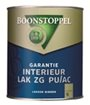 BOONSTOPPEL
GARANTIE
INTERIEUR
LAK ZG PU/AC